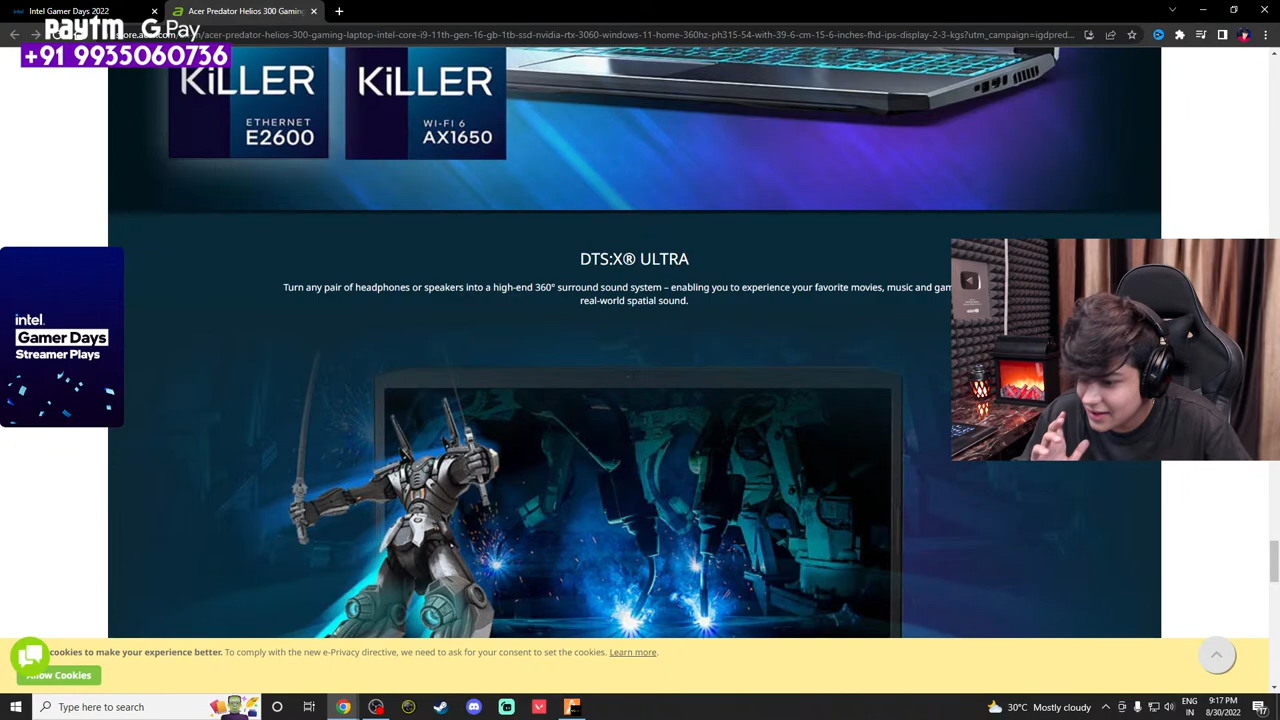 Intel Gamer Days 2022
Acer Predator Helios 300 Gaming
paytm G Pay
store.acer.com
n/acer-predator-helios-300-gaming-laptop-intel-core-i9-11th-gen-16-gb-1tb-ssd-nvidia-rtx-3060-windows-11-home-360hz-ph315-54-with-39-6-cm-15-6-inches-fhd-ips-display-2-3-kgs?utm_campaign=igdpred...
+91 9935060736
KiLLER
ETHERNET
E2600
KiLLER
WI-FI 6
AX1650
DTS:X® ULTRA
Turn any pair of headphones or speakers into a high-end 360° surround sound system – enabling you to experience your favorite movies, music and gam
real-world spatial sound.
intel.
Gamer Days
Streamer Plays
cookies to make your experience better. To comply with the new e-Privacy directive, we need to ask for your consent to set the cookies. Learn more.
llow Cookies
Type here to search
30°C Mostly cloudy
ENG
IN
9:17 PM
8/30/2022
17